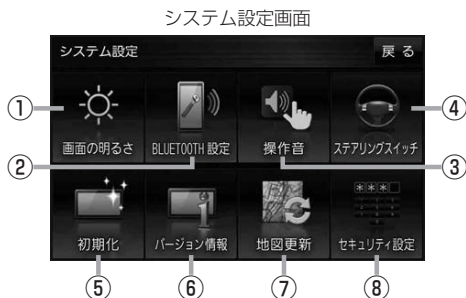 システム設定画面
システム設定
戻る
① ④
画面の明るさ BLUETOOTH 設定 操作音 ステアリングスイッチ
② ③
＊＊＊
初期化 バージョン情報 地図更新 セキュリティ設定
⑤ ⑥ ⑦ ⑧